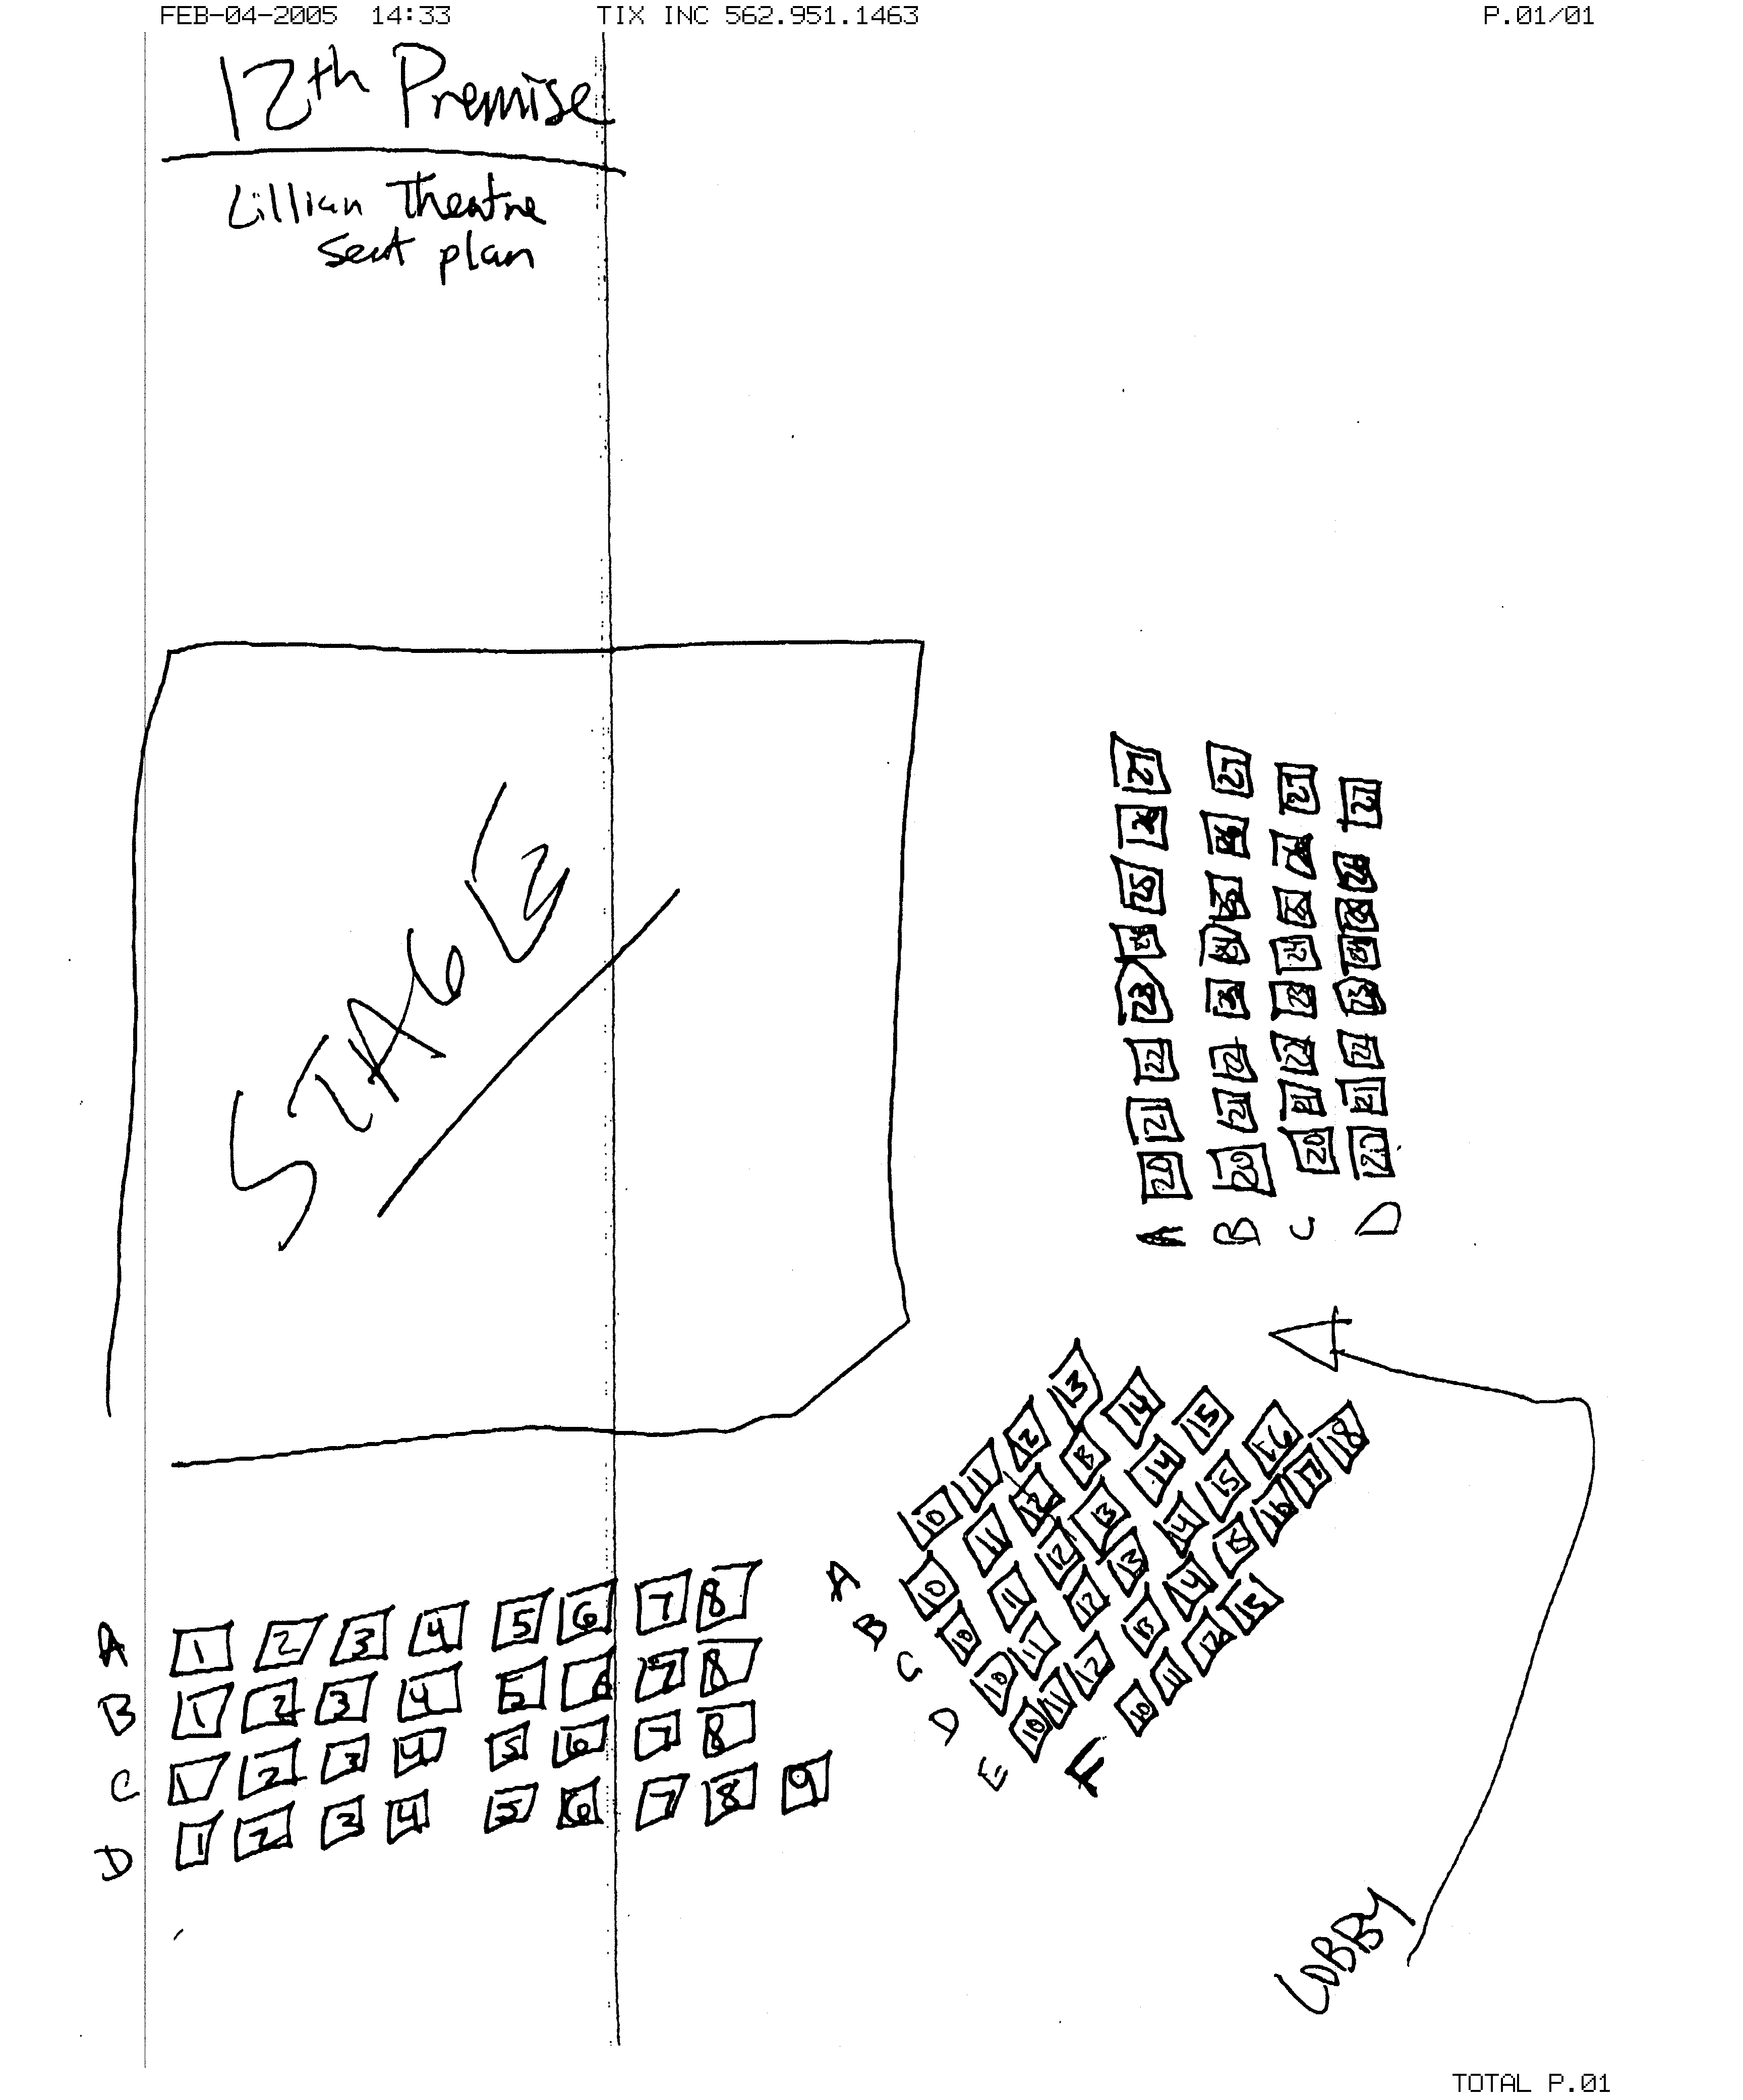 FEB-04-2005 14:33 TIX INC 562.951.1463 P.01/01
12th Premise
Lillian Theatre
seat plan
STAGE
27 27 27 27
26 26 26 26
25 25 25 25
24 24 24 24
23 23 23 23
22 22 22 22
21 21 21 21
20 20 20 20
A B C D
A 10 11 12 13
B 10 11 12 13 14
C 10 11 12 13 14 15
D 10 11 12 13 14 15 16
E 10 11 12 13 14 15 16 17 18
F 10 11 12 15
A 1 2 3 4 5 6 7 8
B 1 2 3 4 5 6 7 8
C 1 2 3 4 5 6 7 8
D 1 2 3 4 5 6 7 8 9
LOBBY
TOTAL P.01